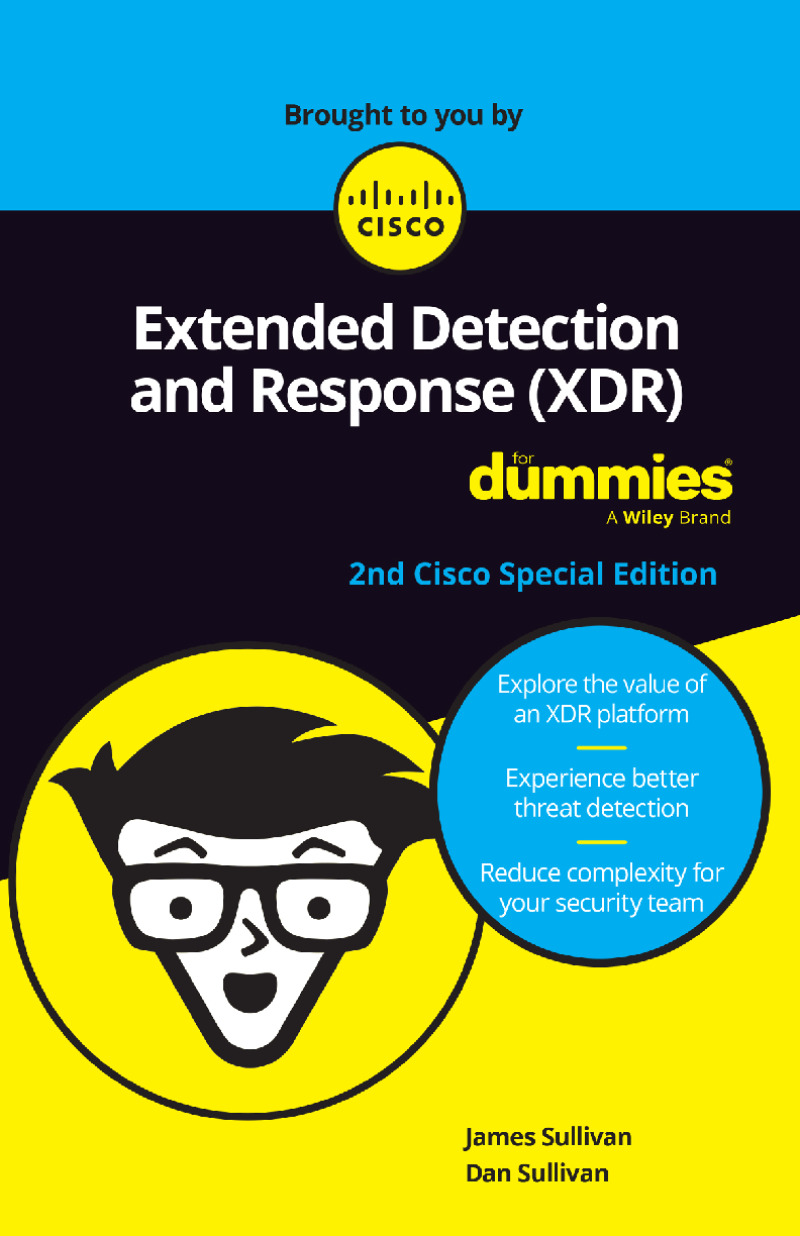 Brought to you by
CISCO
Extended Detection
and Response (XDR)
for
dummies®
A Wiley Brand
2nd Cisco Special Edition
Explore the value of
an XDR platform
Experience better
threat detection
Reduce complexity for
your security team
James Sullivan
Dan Sullivan